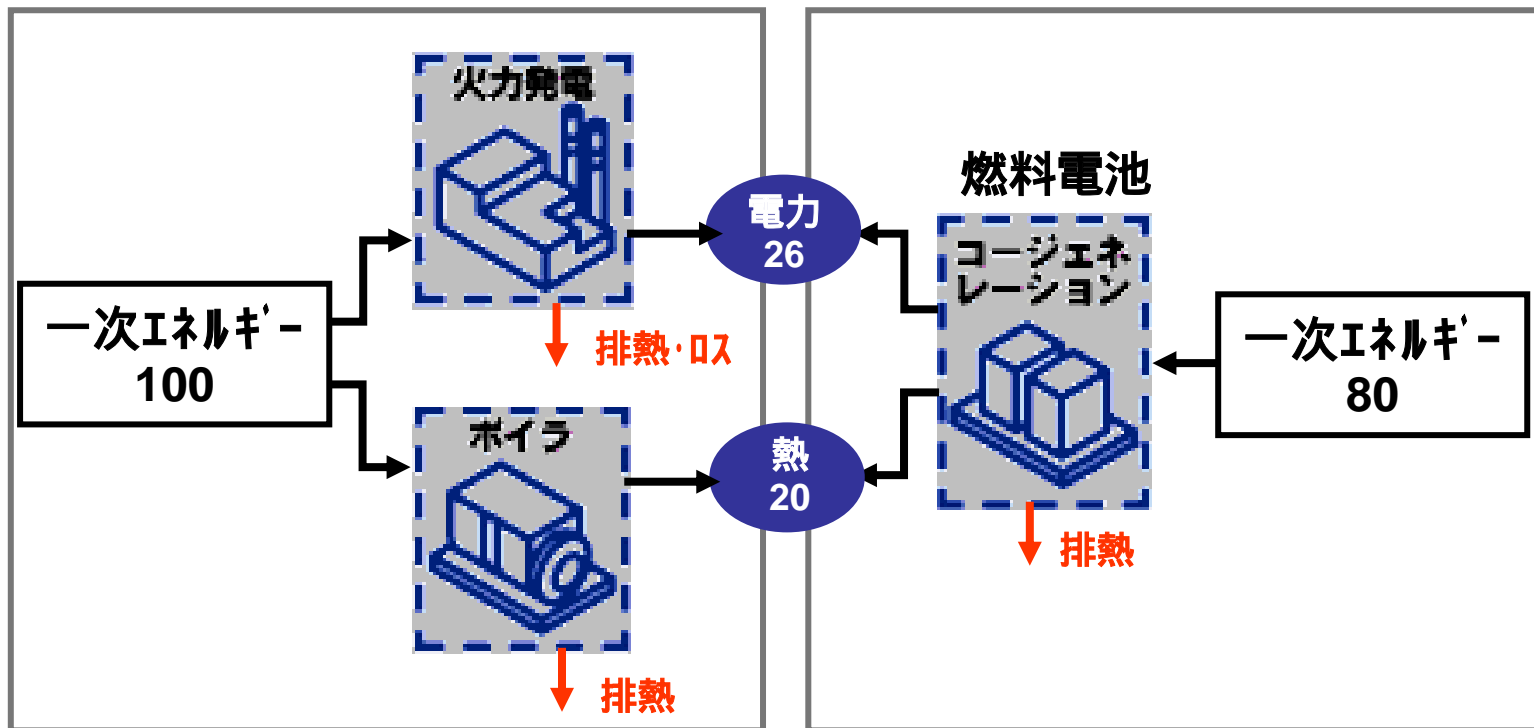 火力発電
電力
26
排熱・ロス
一次エネルギー
100
ボイラ
熱
20
排熱
燃料電池
コージェネ
レーション
一次エネルギー
80
排熱